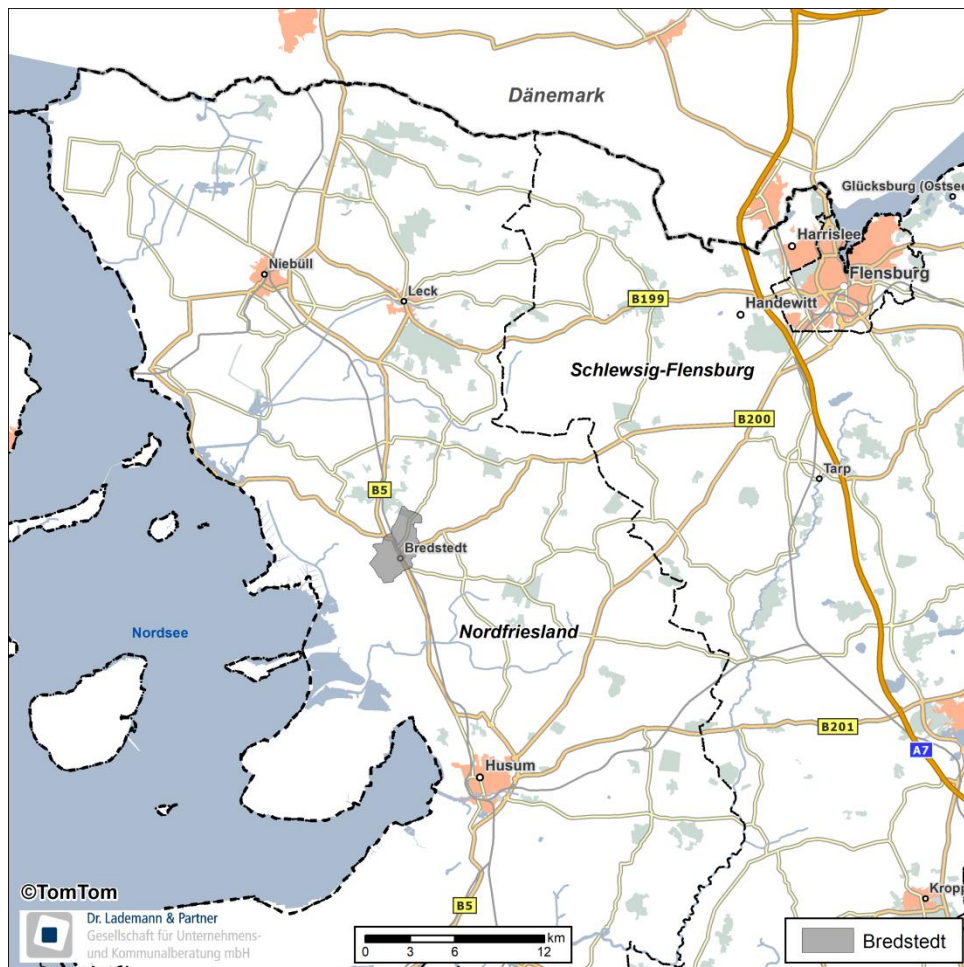 Dänemark
Glücksburg (Ostsee
Harrislee
Niebüll
Flensburg
Leck
B199
Handewitt
Schlewsig-Flensburg
B200
Tarp
B5
Bredstedt
Nordsee
Nordfriesland
B201
A7
Husum
Kropp
©TomTom
B5
Dr. Lademann & Partner
Gesellschaft für Unternehmens-
und Kommunalberatung mbH
km
0 3 6 12
Bredstedt